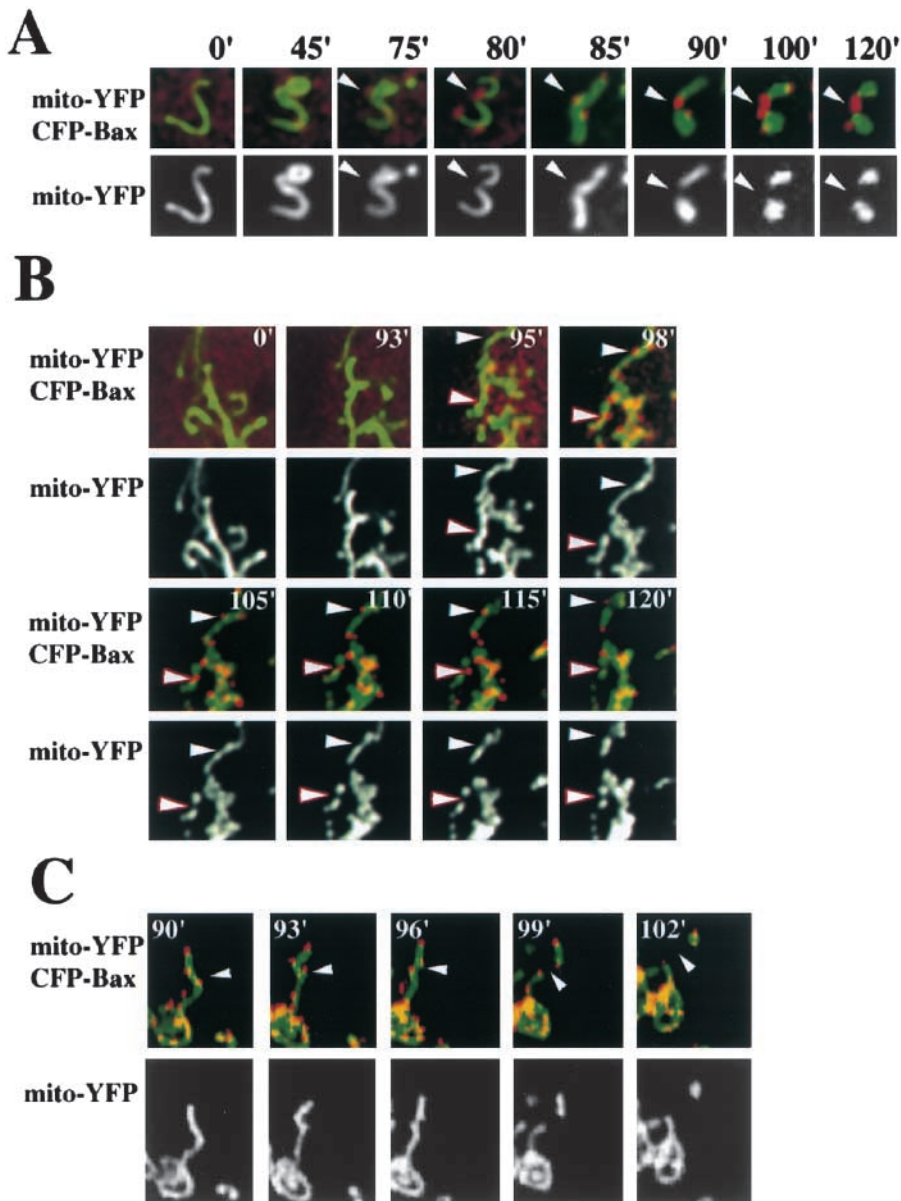 A
0' 45' 75' 80' 85' 90' 100' 120'
mito-YFP
CFP-Bax
mito-YFP
B
0' 93' 95' 98'
mito-YFP
CFP-Bax
mito-YFP
105' 110' 115' 120'
mito-YFP
CFP-Bax
mito-YFP
C
90' 93' 96' 99' 102'
mito-YFP
CFP-Bax
mito-YFP